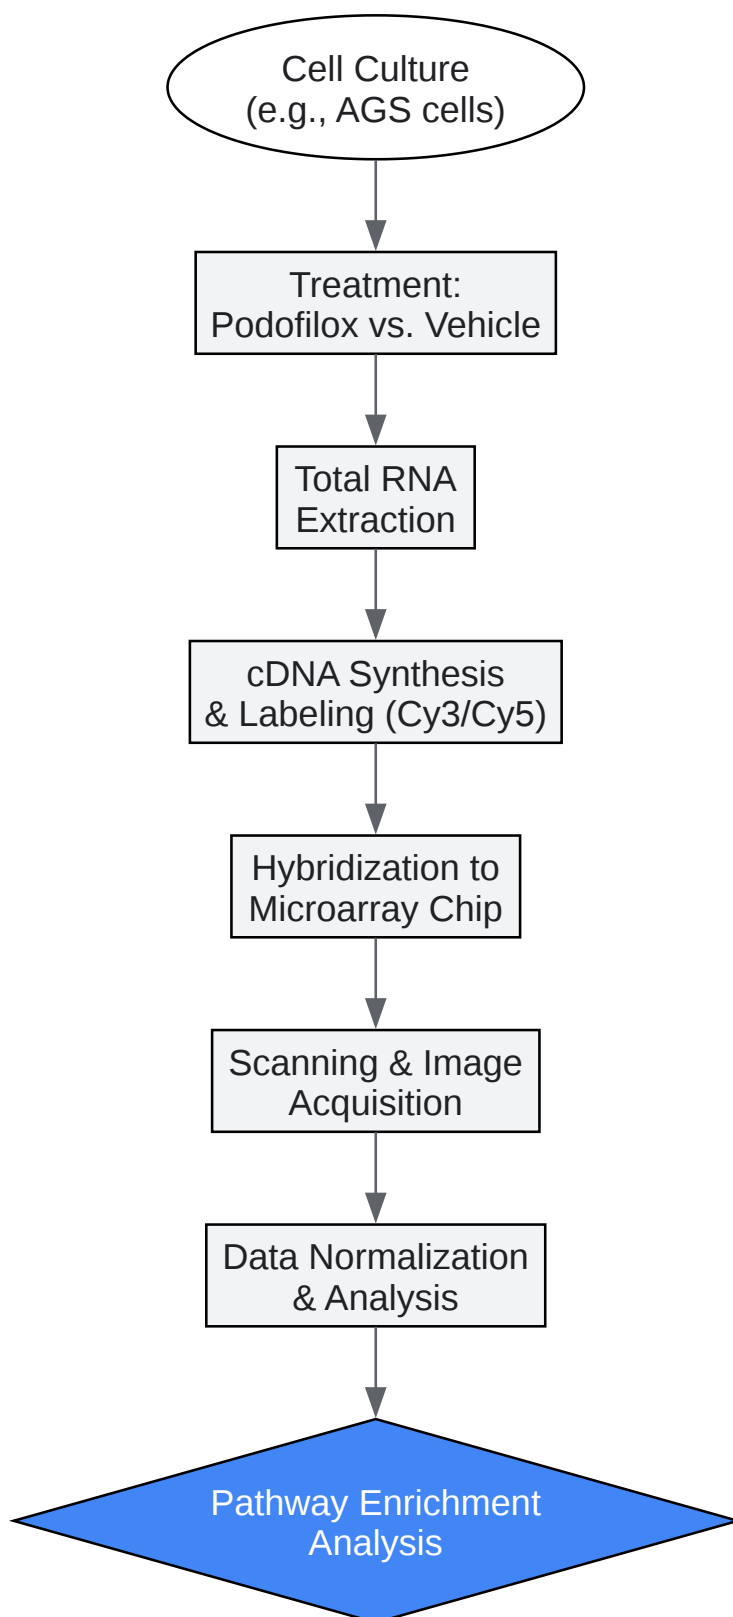 Cell Culture
(e.g., AGS cells)
Treatment:
Podofilox vs. Vehicle
Total RNA
Extraction
cDNA Synthesis
& Labeling (Cy3/Cy5)
Hybridization to
Microarray Chip
Scanning & Image
Acquisition
Data Normalization
& Analysis
Pathway Enrichment
Analysis